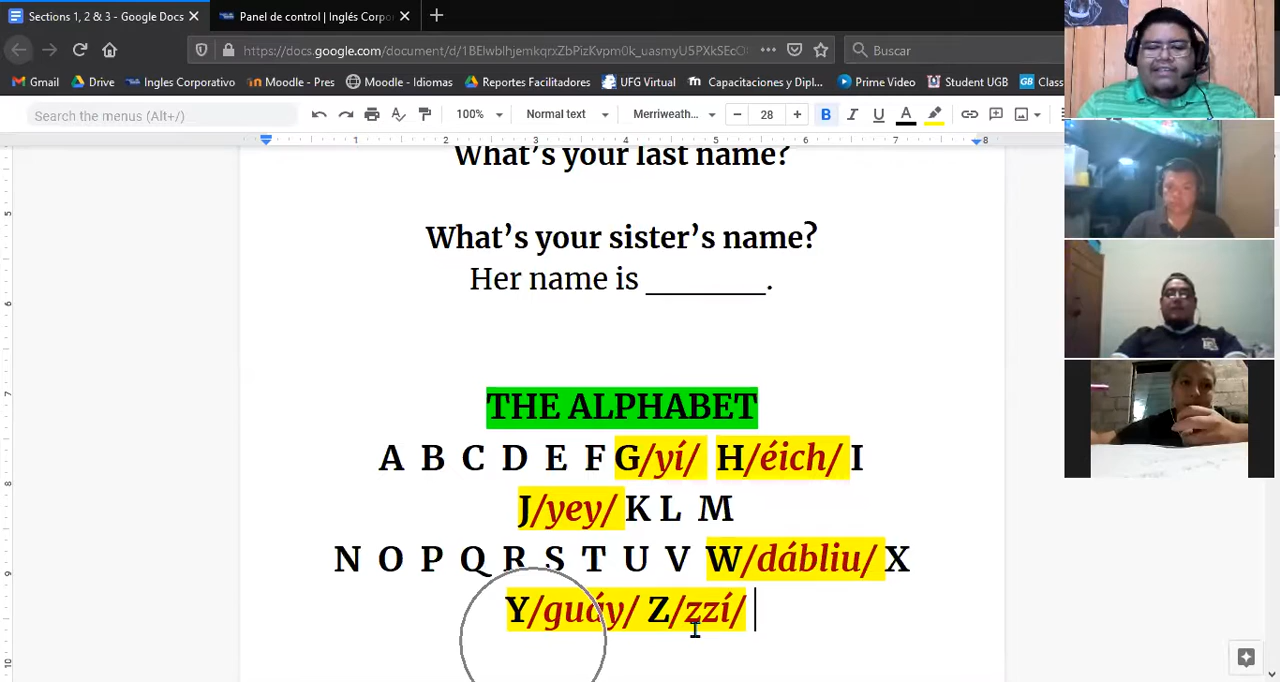 Sections 1, 2 & 3 - Google Docs
Panel de control | Inglés Corpo
Buscar
Gmail
Drive
Ingles Corporativo
Moodle - Pres
Moodle - Idiomas
Reportes Facilitadores
UFG Virtual
Capacitaciones y Dipl...
Prime Video
Student UGB
Class
Search the menus (Alt+/)
100%
Normal text
Merriweath...
28
What's your last name?
What's your sister's name?
Her name is ______.
THE ALPHABET
A B C D E F G/yí/ H/éich/ I
J/yey/ K L M
N O P Q R S T U V W/dábliu/ X
Y/guáy/ Z/zzí/